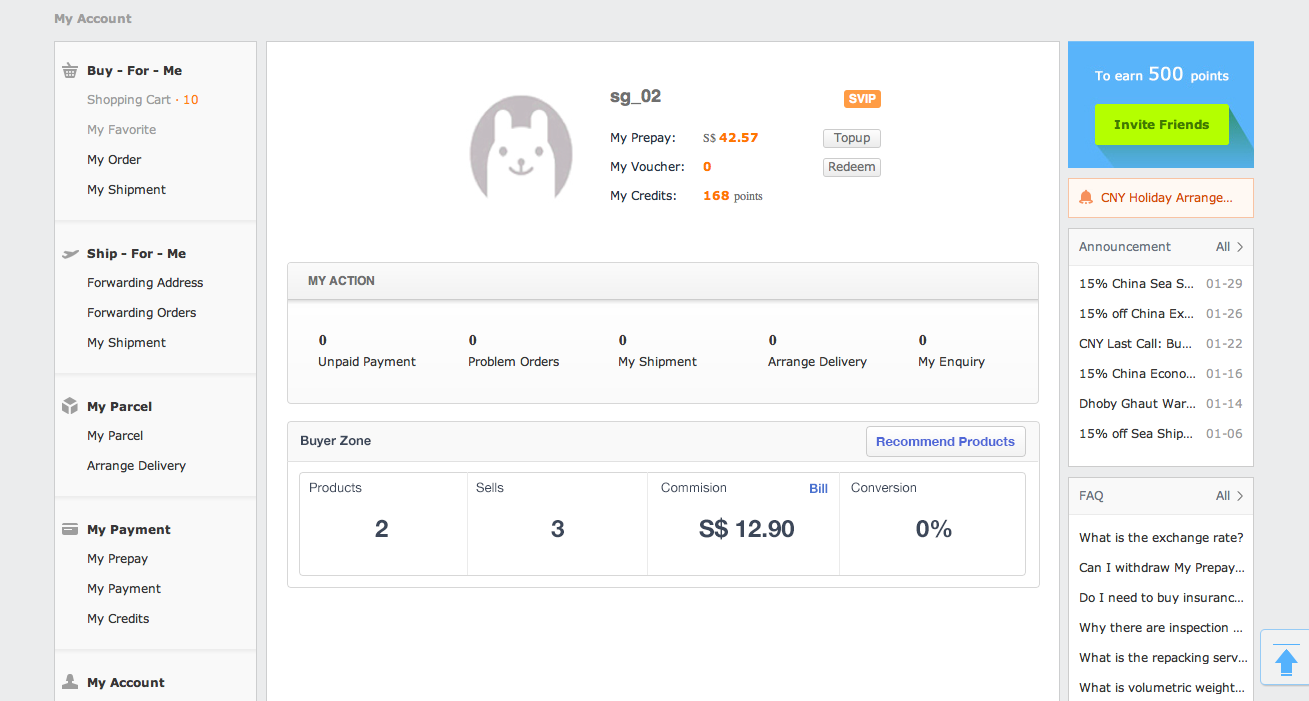 My Account
Buy - For - Me
Shopping Cart · 10
My Favorite
My Order
My Shipment
Ship - For - Me
Forwarding Address
Forwarding Orders
My Shipment
My Parcel
My Parcel
Arrange Delivery
My Payment
My Prepay
My Payment
My Credits
My Account
sg_02
SVIP
My Prepay: S$ 42.57 Topup
My Voucher: 0 Redeem
My Credits: 168 points
MY ACTION
0 0 0 0 0
Unpaid Payment Problem Orders My Shipment Arrange Delivery My Enquiry
Buyer Zone Recommend Products
Products Sells Commision Bill Conversion
2 3 S$ 12.90 0%
To earn 500 points
Invite Friends
CNY Holiday Arrange...
Announcement All
15% China Sea S... 01-29
15% off China Ex... 01-26
CNY Last Call: Bu... 01-22
15% China Econo... 01-16
Dhoby Ghaut War... 01-14
15% off Sea Ship... 01-06
FAQ All
What is the exchange rate?
Can I withdraw My Prepay...
Do I need to buy insuranc...
Why there are inspection ...
What is the repacking serv...
What is volumetric weight...